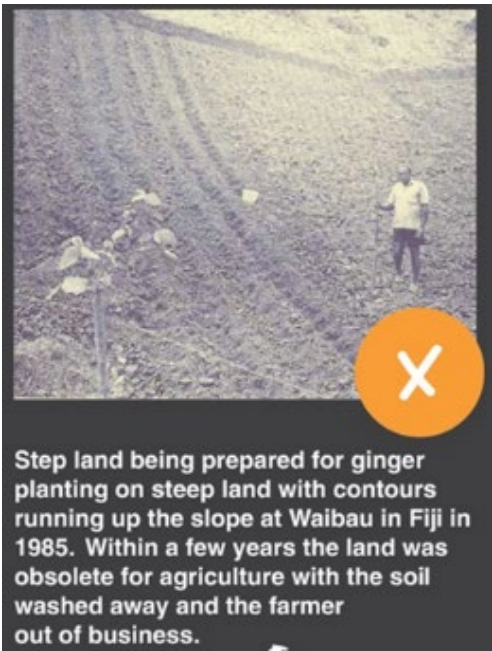 X
Step land being prepared for ginger
planting on steep land with contours
running up the slope at Waibau in Fiji in
1985. Within a few years the land was
obsolete for agriculture with the soil
washed away and the farmer
out of business.